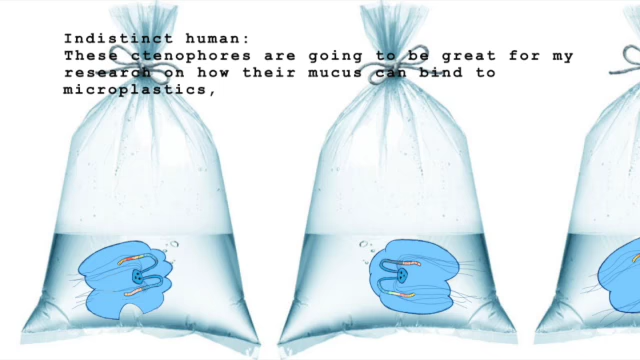 Indistinct human:
These ctenophores are going to be great for my
research on how their mucus can bind to
microplastics,